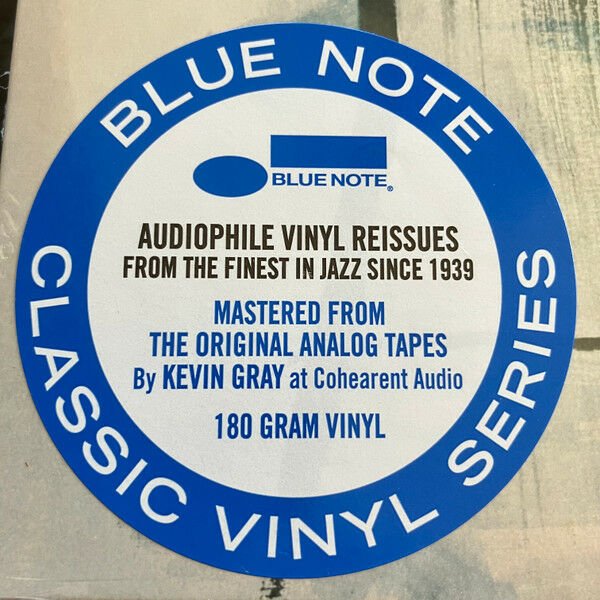 BLUE NOTE
BLUE NOTE®
AUDIOPHILE VINYL REISSUES
FROM THE FINEST IN JAZZ SINCE 1939
MASTERED FROM
THE ORIGINAL ANALOG TAPES
By KEVIN GRAY at Cohearent Audio
180 GRAM VINYL
CLASSIC VINYL SERIES